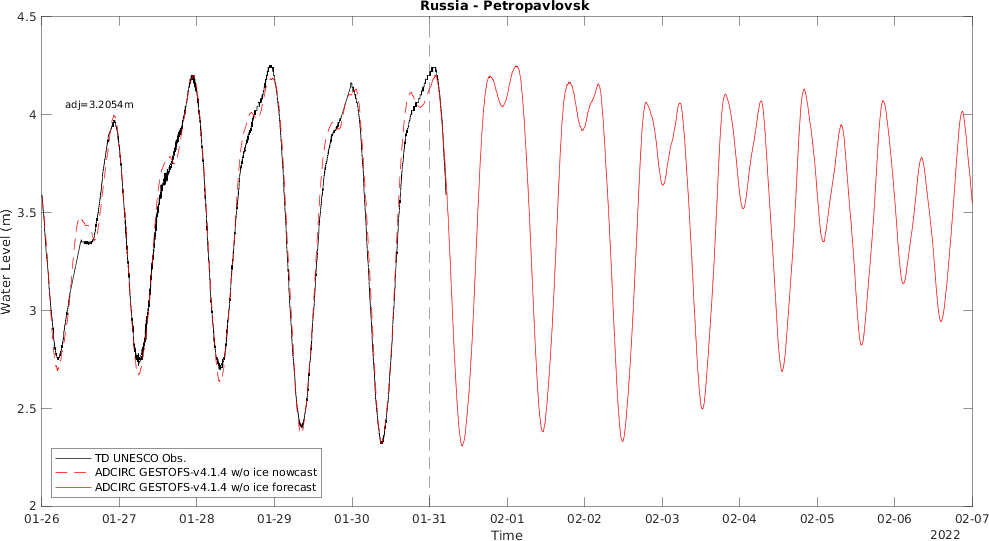 Russia - Petropavlovsk
4.5
4
3.5
3
2.5
2
Water Level (m)
adj=3.2054m
TD UNESCO Obs.
ADCIRC GESTOFS-v4.1.4 w/o ice nowcast
ADCIRC GESTOFS-v4.1.4 w/o ice forecast
01-26 01-27 01-28 01-29 01-30 01-31 02-01 02-02 02-03 02-04 02-05 02-06 02-07
Time
2022